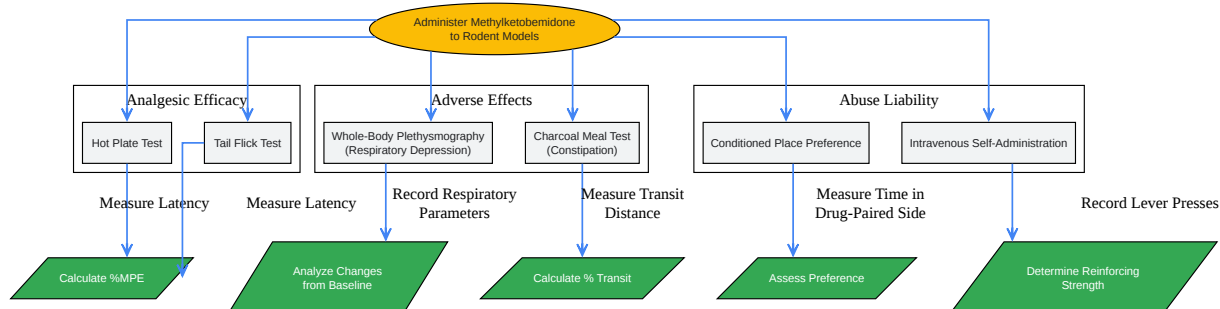 Administer Methylketobemidone
to Rodent Models
Analgesic Efficacy
Adverse Effects
Abuse Liability
Hot Plate Test
Tail Flick Test
Whole-Body Plethysmography
(Respiratory Depression)
Charcoal Meal Test
(Constipation)
Conditioned Place Preference
Intravenous Self-Administration
Measure Latency
Measure Latency
Record Respiratory
Parameters
Measure Transit
Distance
Measure Time in
Drug-Paired Side
Record Lever Presses
Calculate %MPE
Analyze Changes
from Baseline
Calculate % Transit
Assess Preference
Determine Reinforcing
Strength